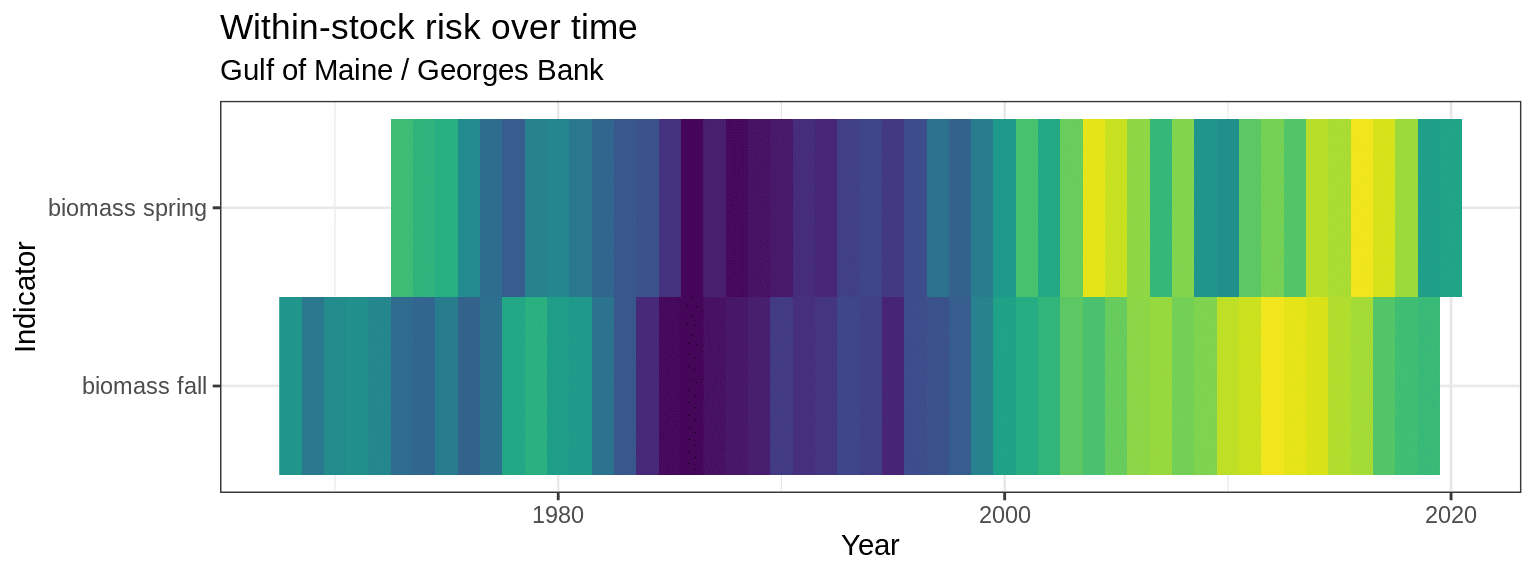 Within-stock risk over time
Gulf of Maine / Georges Bank
Indicator
biomass spring
biomass fall
1980
2000
2020
Year